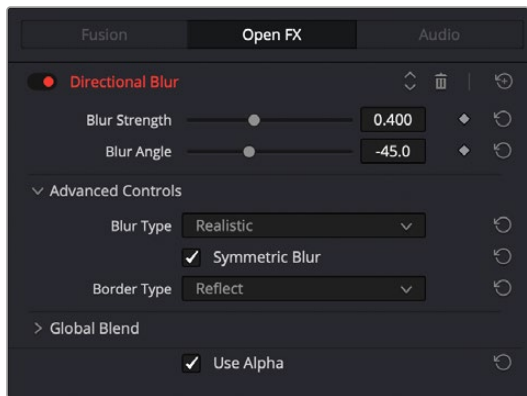 Fusion Open FX Audio
Directional Blur
Blur Strength 0.400
Blur Angle -45.0
Advanced Controls
Blur Type Realistic
Symmetric Blur
Border Type Reflect
Global Blend
Use Alpha